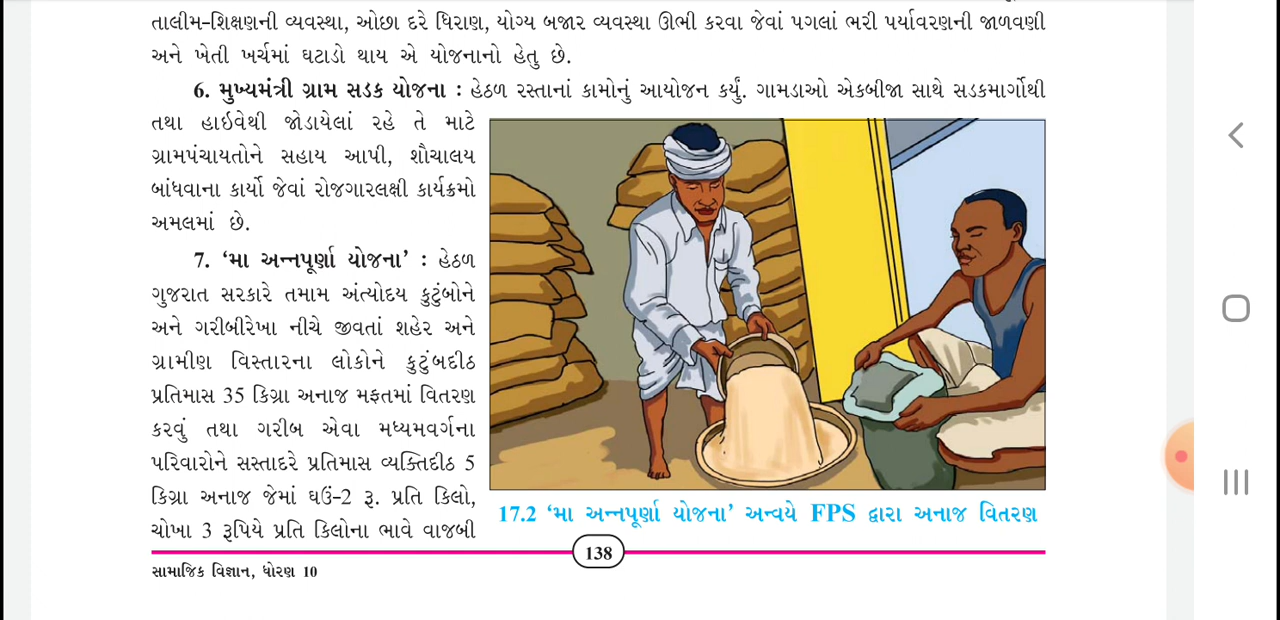 તાલીમ-શિક્ષણની વ્યવસ્થા, ઓછા દરે ધિરાણ, યોગ્ય બજાર વ્યવસ્થા ઊભી કરવા જેવાં પગલાં ભરી પર્યાવરણની જાળવણી
અને ખેતી ખર્ચમાં ઘટાડો થાય એ યોજનાનો હેતુ છે.
6. મુખ્યમંત્રી ગ્રામ સડક યોજના : હેઠળ રસ્તાનાં કામોનું આયોજન કર્યું. ગામડાઓ એકબીજા સાથે સડકમાર્ગોથી
તથા હાઇવેથી જોડાયેલાં રહે તે માટે
ગ્રામપંચાયતોને સહાય આપી, શૌચાલય
બાંધવાના કાર્યો જેવાં રોજગારલક્ષી કાર્યક્રમો
અમલમાં છે.
7. ‘મા અન્નપૂર્ણા યોજના’ : હેઠળ
ગુજરાત સરકારે તમામ અંત્યોદય કુટુંબોને
અને ગરીબીરેખા નીચે જીવતાં શહેર અને
ગ્રામીણ વિસ્તારના લોકોને કુટુંબદીઠ
પ્રતિમાસ 35 કિગ્રા અનાજ મફતમાં વિતરણ
કરવું તથા ગરીબ એવા મધ્યમવર્ગના
પરિવારોને સસ્તાદરે પ્રતિમાસ વ્યક્તિદીઠ 5
કિગ્રા અનાજ જેમાં ઘઉં-2 રૂ. પ્રતિ કિલો,
ચોખા 3 રૂપિયે પ્રતિ કિલોના ભાવે વાજબી
17.2 ‘મા અન્નપૂર્ણા યોજના’ અન્વયે FPS દ્વારા અનાજ વિતરણ
138
સામાજિક વિજ્ઞાન, ધોરણ 10